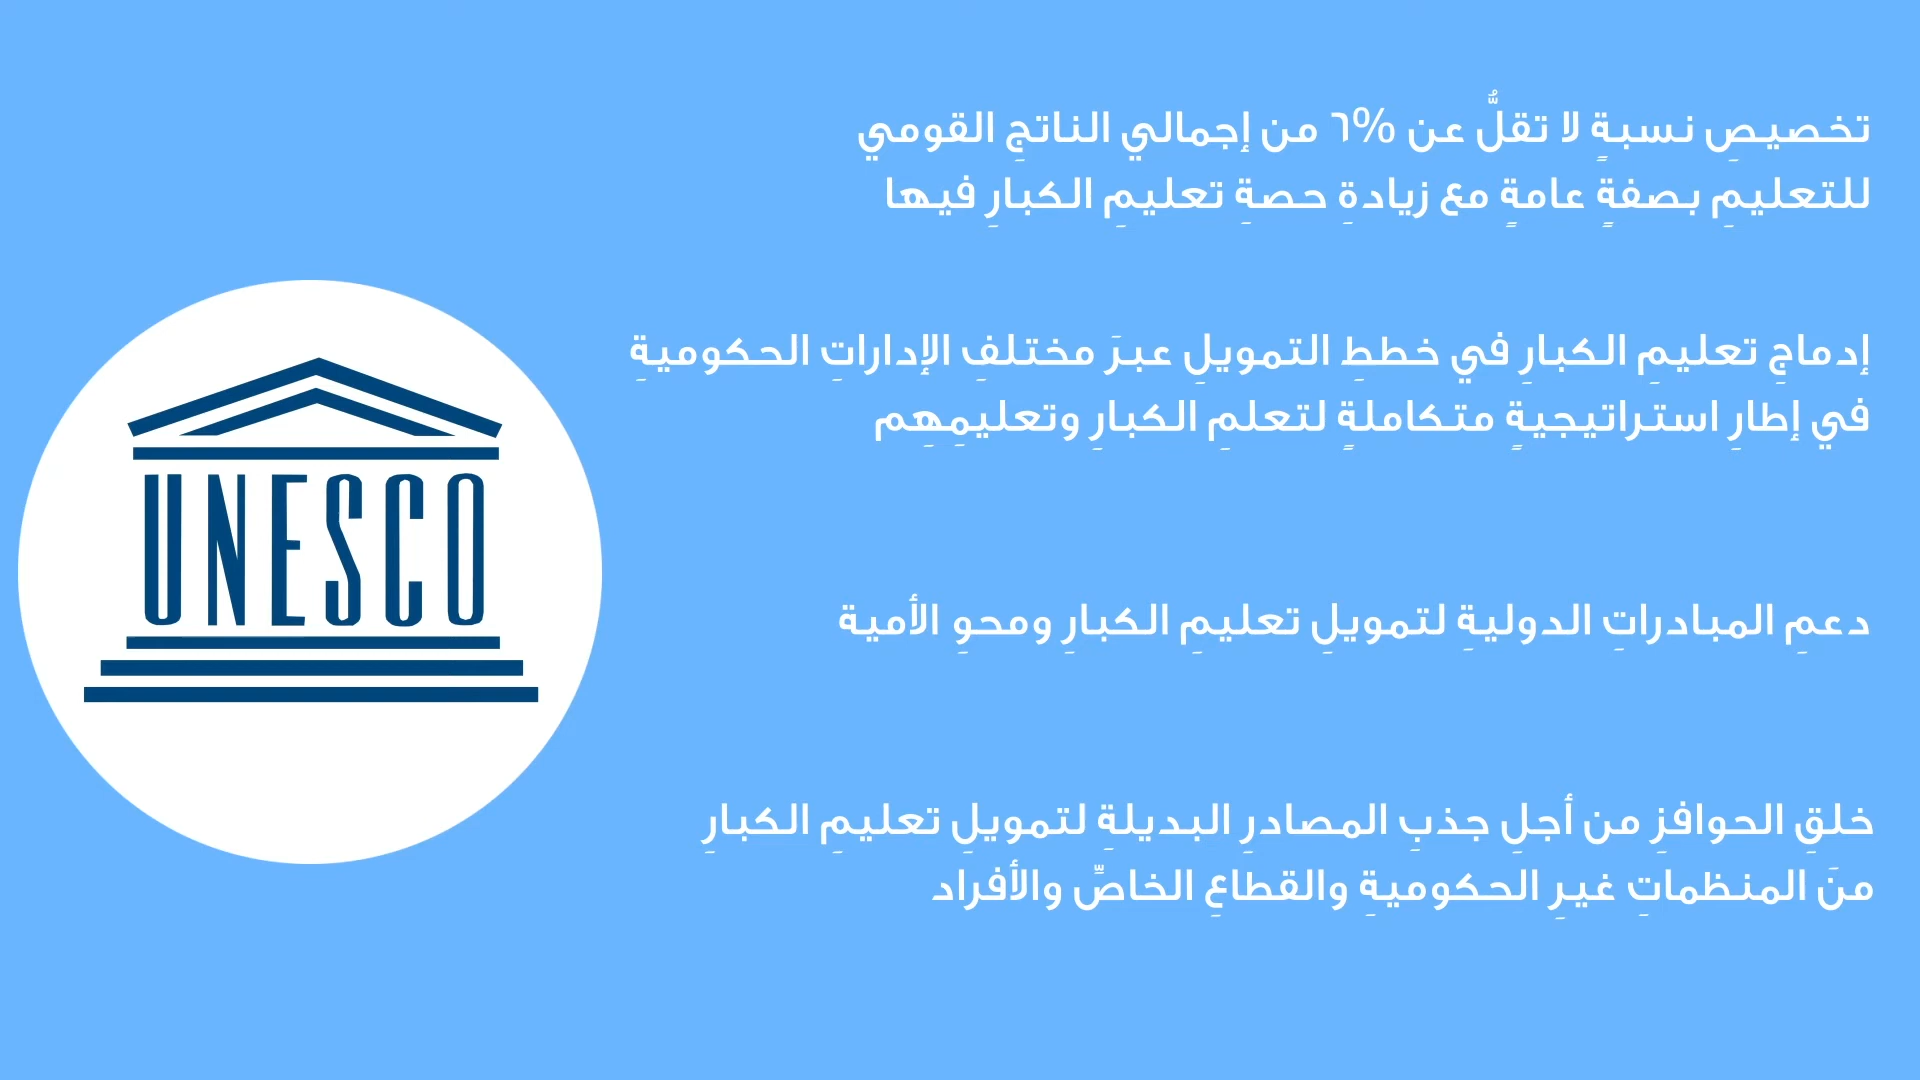 تخصيصِ نسبةٍ لا تقلُّ عن 6% من إجمالي الناتجِ القومي
للتعليمِ بصفةٍ عامةٍ مع زيادةِ حصةِ تعليمِ الكبارِ فيها
إدماجِ تعليمِ الكبارِ في خططِ التمويلِ عبرَ مختلفِ الإداراتِ الحكوميةِ
في إطارِ استراتيجيةٍ متكاملةٍ لتعلمِ الكبارِ وتعليمِهِم
UNESCO
دعمِ المبادراتِ الدوليةِ لتمويلِ تعليمِ الكبارِ ومحوِ الأمية
خلقِ الحوافزِ من أجلِ جذبِ المصادرِ البديلةِ لتمويلِ تعليمِ الكبارِ
منَ المنظماتِ غيرِ الحكوميةِ والقطاعِ الخاصِّ والأفراد